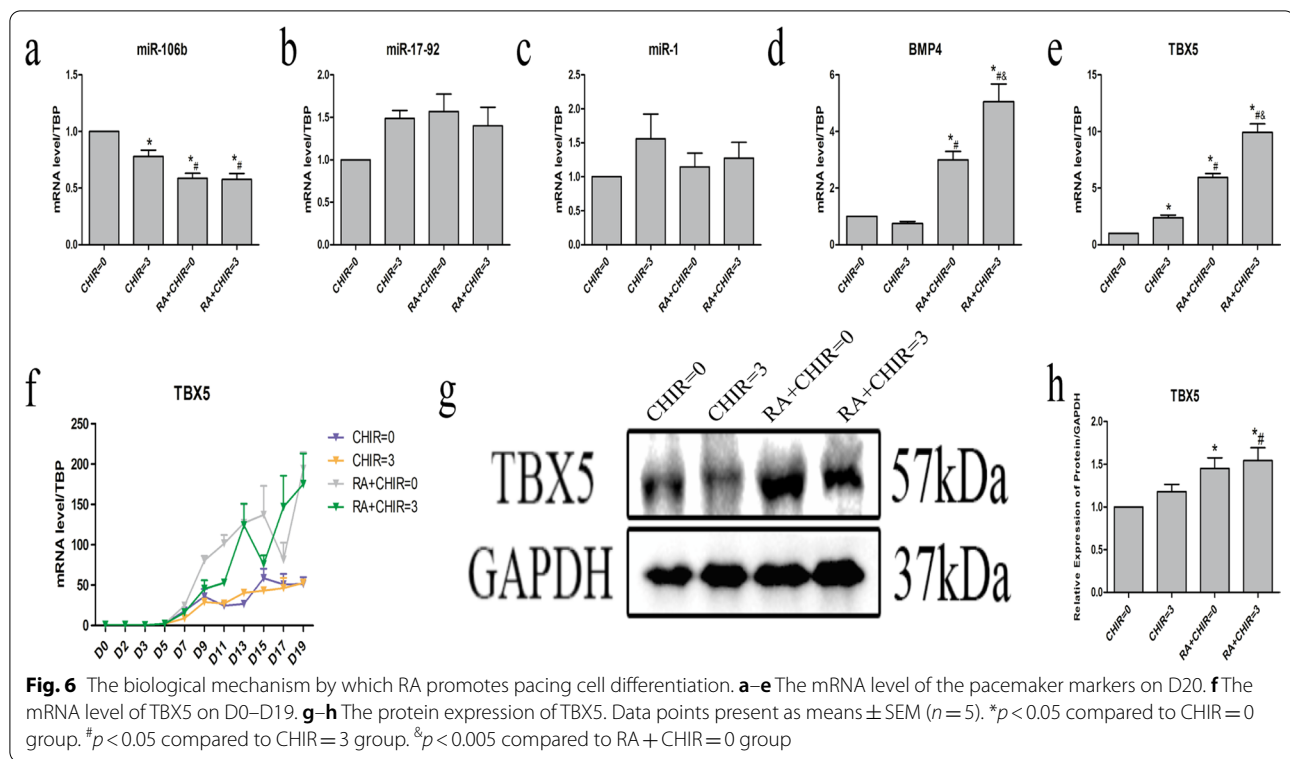 a
miR-106b
mRNA level/TBP
1.5
1.0
0.5
0.0
*
*
#
*
#
CHIR=0
CHIR=3
RA+CHIR=0
RA+CHIR=3
b
miR-17-92
mRNA level/TBP
2.0
1.5
1.0
0.5
0.0
CHIR=0
CHIR=3
RA+CHIR=0
RA+CHIR=3
c
miR-1
mRNA level/TBP
2.5
2.0
1.5
1.0
0.5
0.0
CHIR=0
CHIR=3
RA+CHIR=0
RA+CHIR=3
d
BMP4
mRNA level/TBP
6
4
2
0
*
#
*
#&
CHIR=0
CHIR=3
RA+CHIR=0
RA+CHIR=3
e
TBX5
mRNA level/TBP
15
10
5
0
*
*
#
*
#&
CHIR=0
CHIR=3
RA+CHIR=0
RA+CHIR=3
f
TBX5
mRNA level/TBP
250
200
150
100
50
0
D0
D2
D3
D5
D7
D9
D11
D13
D15
D17
D19
CHIR=0
CHIR=3
RA+CHIR=0
RA+CHIR=3
g
CHIR=0
CHIR=3
RA+CHIR=0
RA+CHIR=3
TBX5 57kDa
GAPDH 37kDa
h
TBX5
Relative Expression of Protein/GAPDH
2.0
1.5
1.0
0.5
0.0
*
*
#
CHIR=0
CHIR=3
RA+CHIR=0
RA+CHIR=3
Fig. 6 The biological mechanism by which RA promotes pacing cell differentiation. a–e The mRNA level of the pacemaker markers on D20. f The
mRNA level of TBX5 on D0–D19. g–h The protein expression of TBX5. Data points present as means ± SEM (n = 5). *p < 0.05 compared to CHIR = 0
group. #p < 0.05 compared to CHIR = 3 group. &p < 0.005 compared to RA + CHIR = 0 group